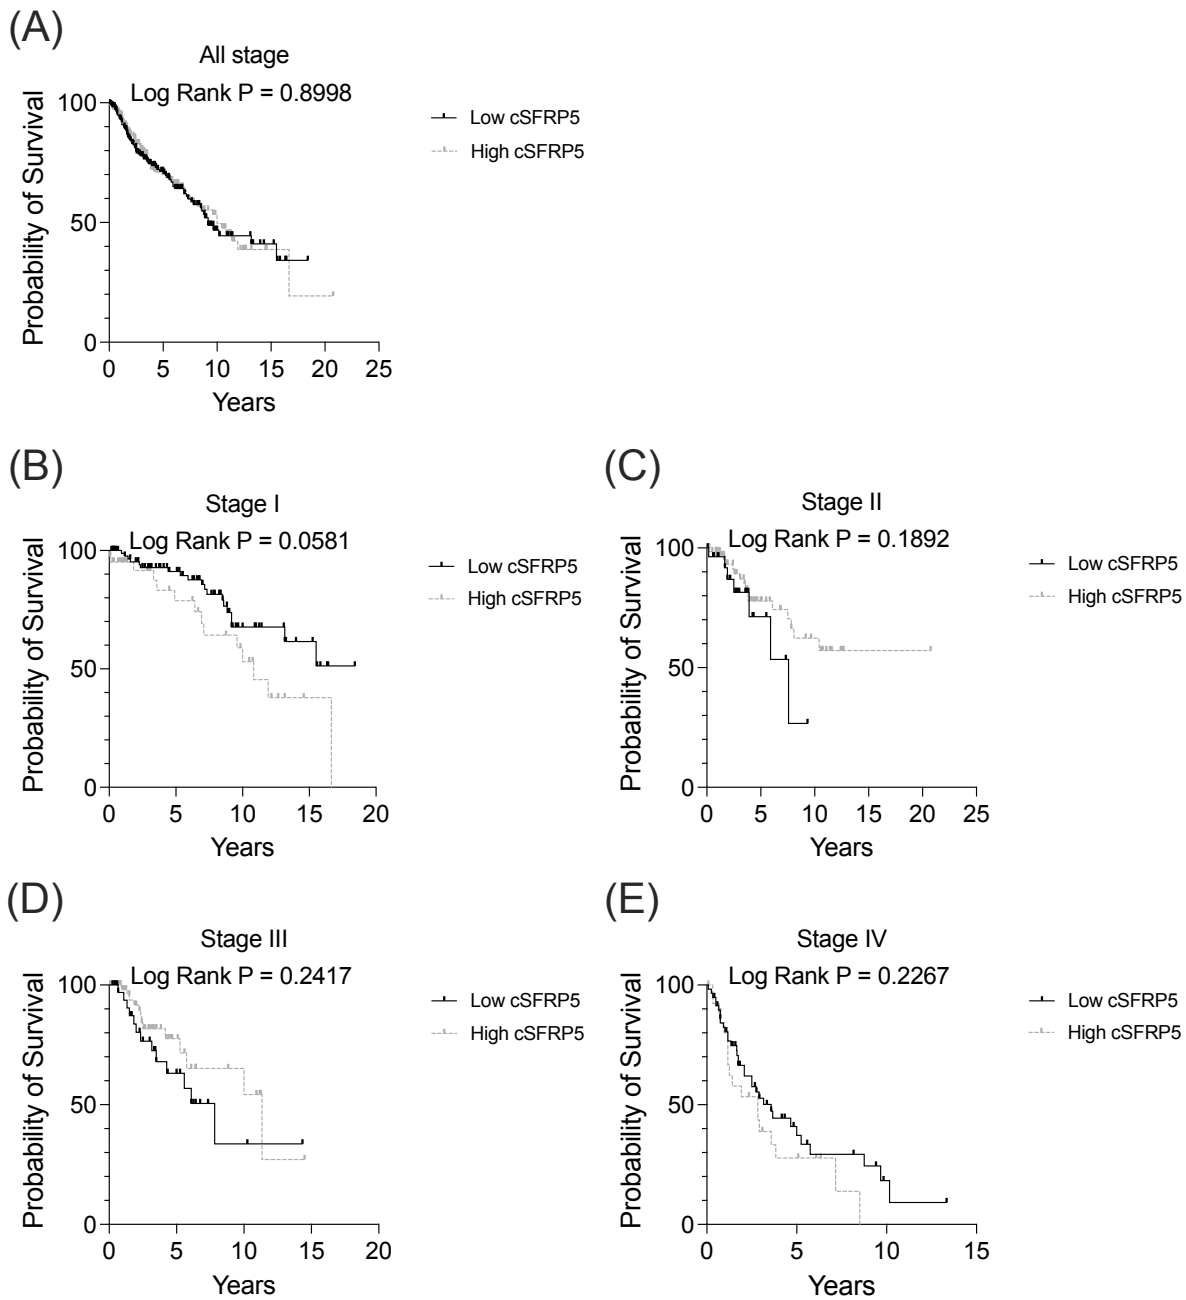 (A)
All stage
Log Rank P = 0.8998
Probability of Survival
100
50
0
0 5 10 15 20 25
Years
Low cSFRP5
High cSFRP5
(B)
Stage I
Log Rank P = 0.0581
Probability of Survival
100
50
0
0 5 10 15 20
Years
Low cSFRP5
High cSFRP5
(C)
Stage II
Log Rank P = 0.1892
Probability of Survival
100
50
0
0 5 10 15 20 25
Years
Low cSFRP5
High cSFRP5
(D)
Stage III
Log Rank P = 0.2417
Probability of Survival
100
50
0
0 5 10 15 20
Years
Low cSFRP5
High cSFRP5
(E)
Stage IV
Log Rank P = 0.2267
Probability of Survival
100
50
0
0 5 10 15
Years
Low cSFRP5
High cSFRP5